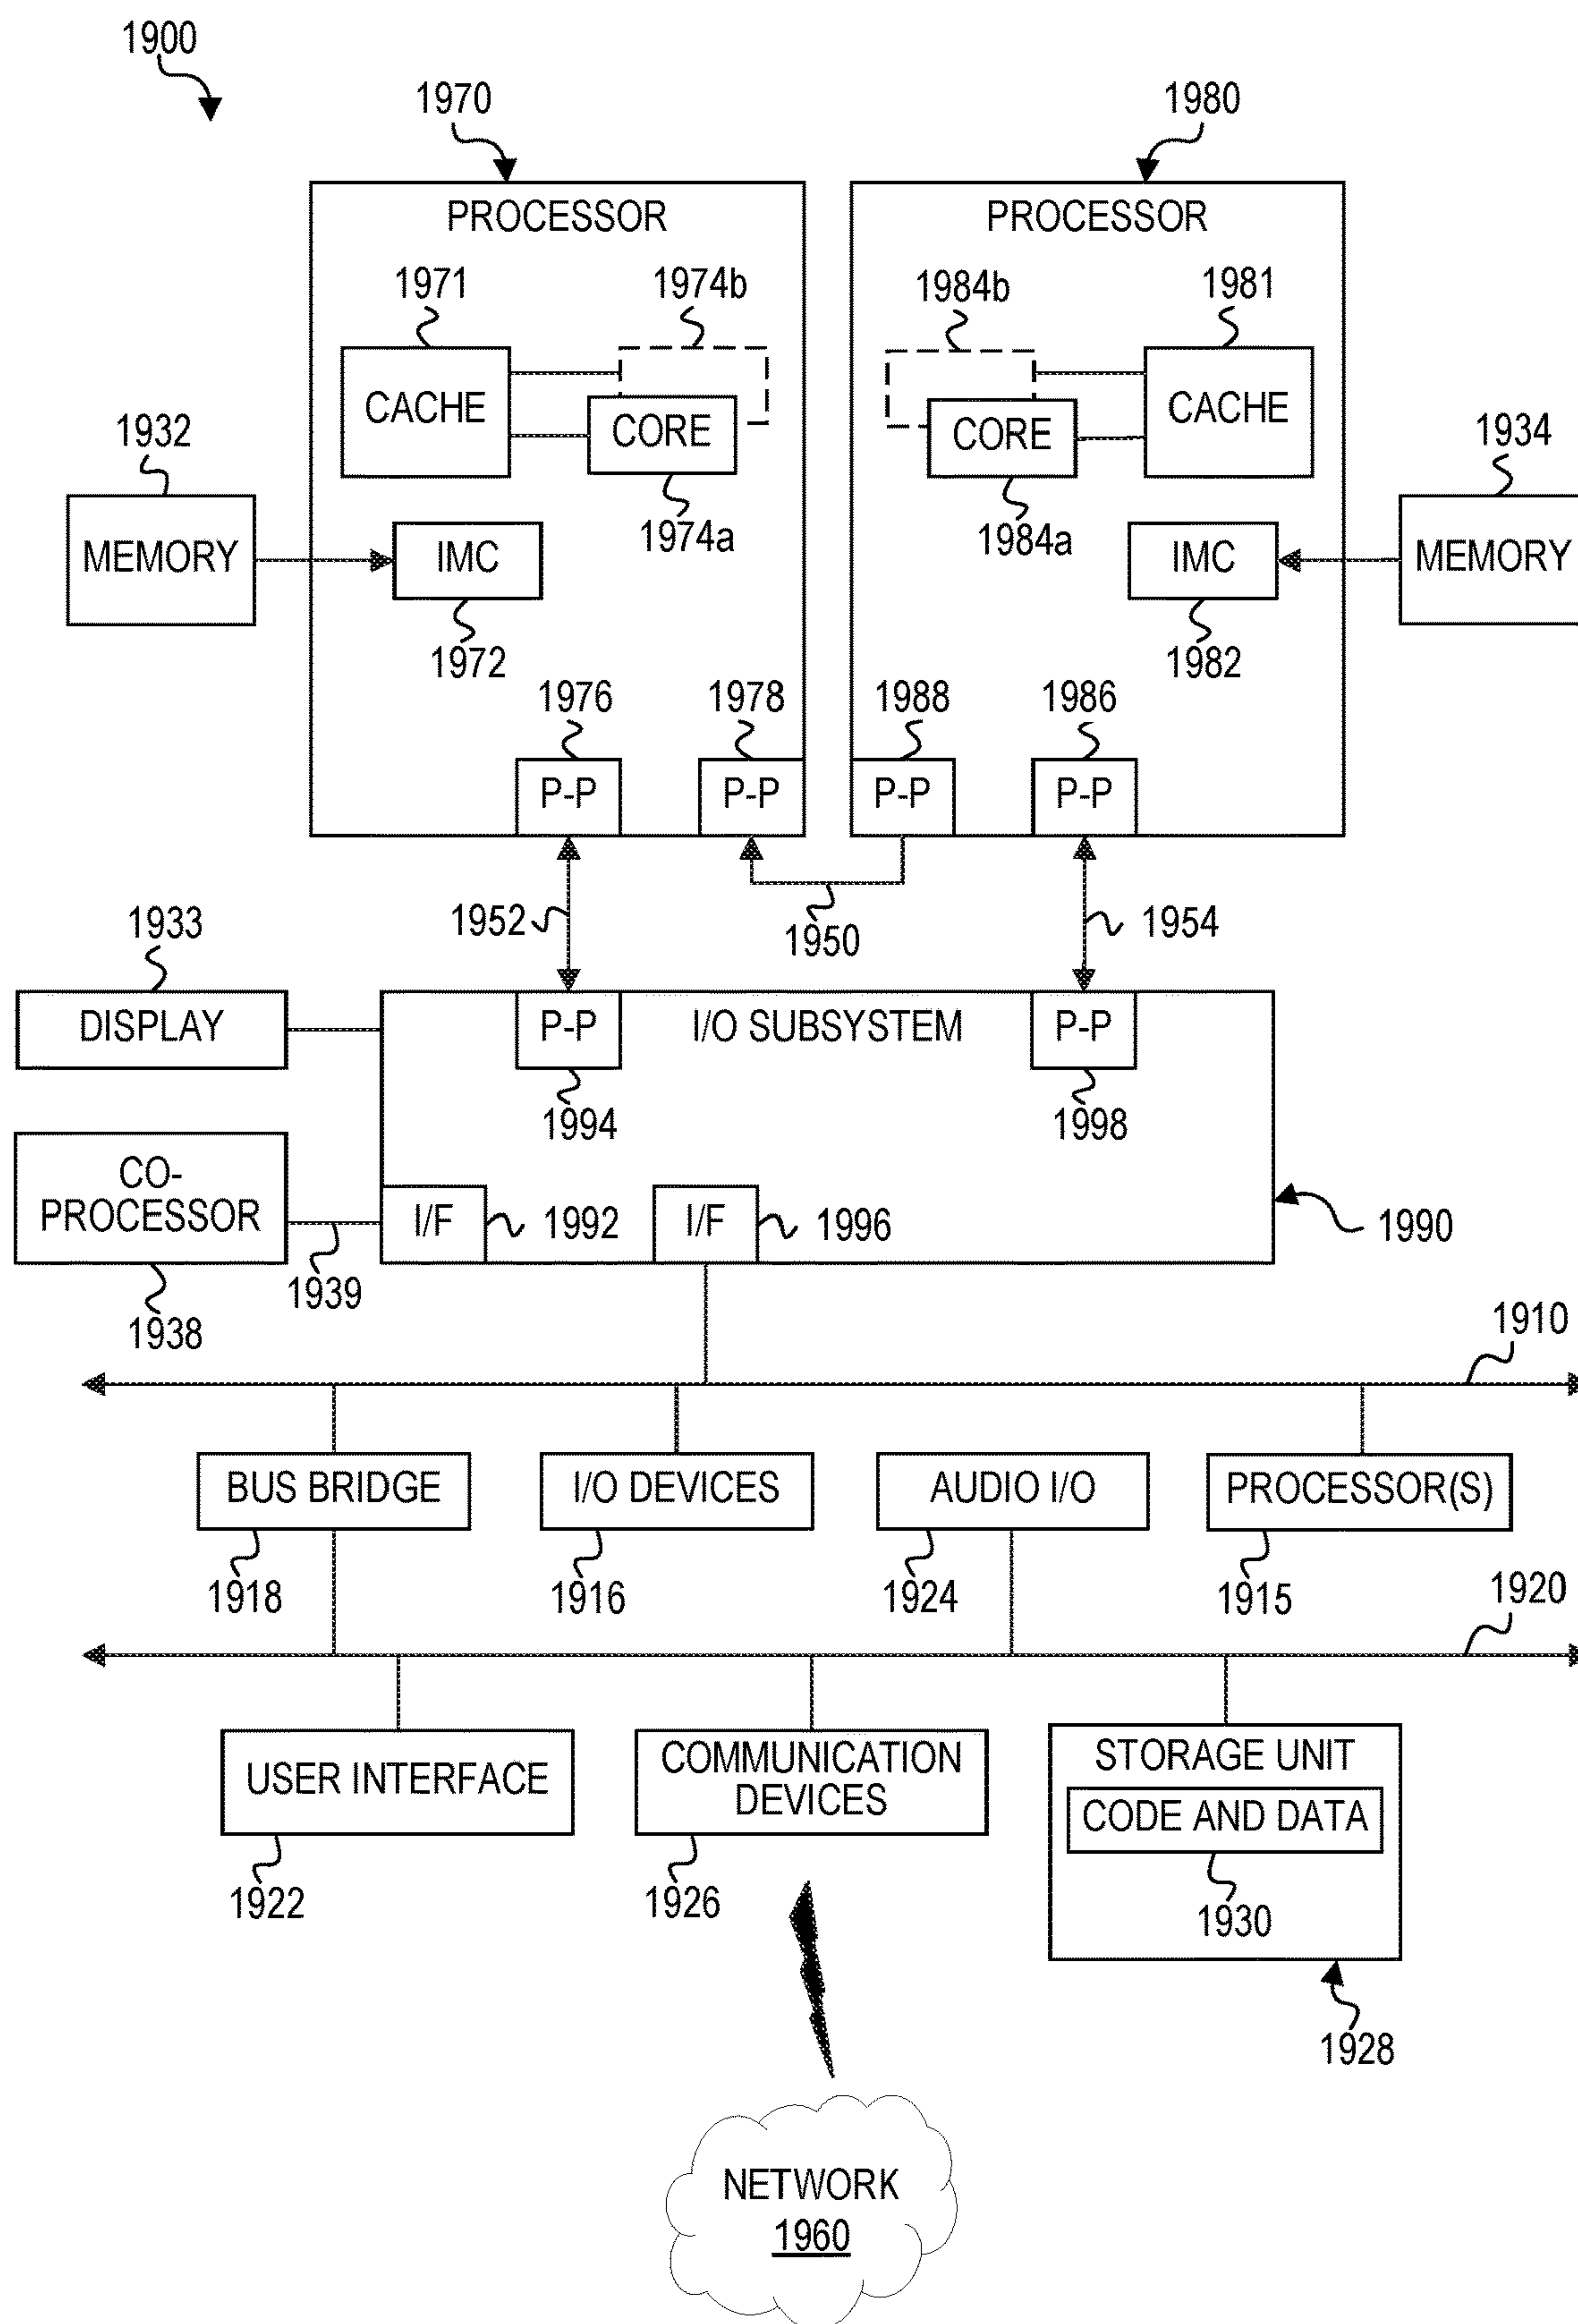 1900
1970
1980
PROCESSOR
PROCESSOR
1971
1974b
1984b
1981
CACHE
CORE
CORE
CACHE
1932
1974a
1984a
1934
MEMORY
IMC
IMC
MEMORY
1972
1982
1976
1978
1988
1986
P-P
P-P
P-P
P-P
1952
1950
1954
1933
DISPLAY
P-P
I/O SUBSYSTEM
P-P
1994
1998
CO-
PROCESSOR
I/F
1992
I/F
1996
1990
1939
1938
1910
BUS BRIDGE
I/O DEVICES
AUDIO I/O
PROCESSOR(S)
1918
1916
1924
1915
1920
USER INTERFACE
COMMUNICATION
DEVICES
STORAGE UNIT
CODE AND DATA
1922
1926
1930
1928
NETWORK
1960